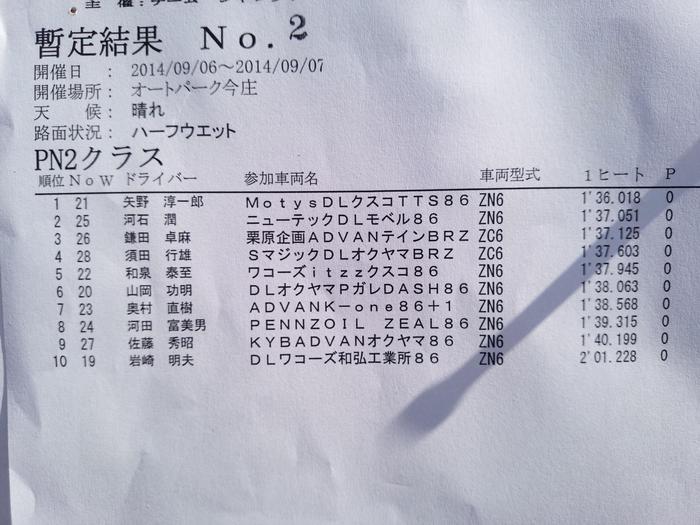 暫定結果 No. 2
開催日 : 2014/09/06～2014/09/07
開催場所: オートパーク今庄
天 候: 晴れ
路面状況: ハーフウエット
PN2クラス
順位 No W ドライバー 参加車両名 車両型式 1ヒート P
1 21 矢野 淳一郎 MotysDLクスコTTS86 ZN6 1'36.018 0
2 25 河石 潤 ニューテックDLモベル86 ZN6 1'37.051 0
3 26 鎌田 卓麻 栗原企画ADVANテインBRZ ZC6 1'37.125 0
4 28 須田 行雄 SマジックDLオクヤマBRZ ZC6 1'37.603 0
5 22 和泉 泰至 ワコーズitzzクスコ86 ZN6 1'37.945 0
6 20 山岡 功明 DLオクヤマPガレDASH86 ZN6 1'38.063 0
7 23 奥村 直樹 ADVANK-one86+1 ZN6 1'38.568 0
8 24 河田 富美男 PENNZOIL ZEAL86 ZN6 1'39.315 0
9 27 佐藤 秀昭 KYBADVANオクヤマ86 ZN6 1'40.199 0
10 19 岩崎 明夫 DLワコーズ和弘工業所86 ZN6 2'01.228 0